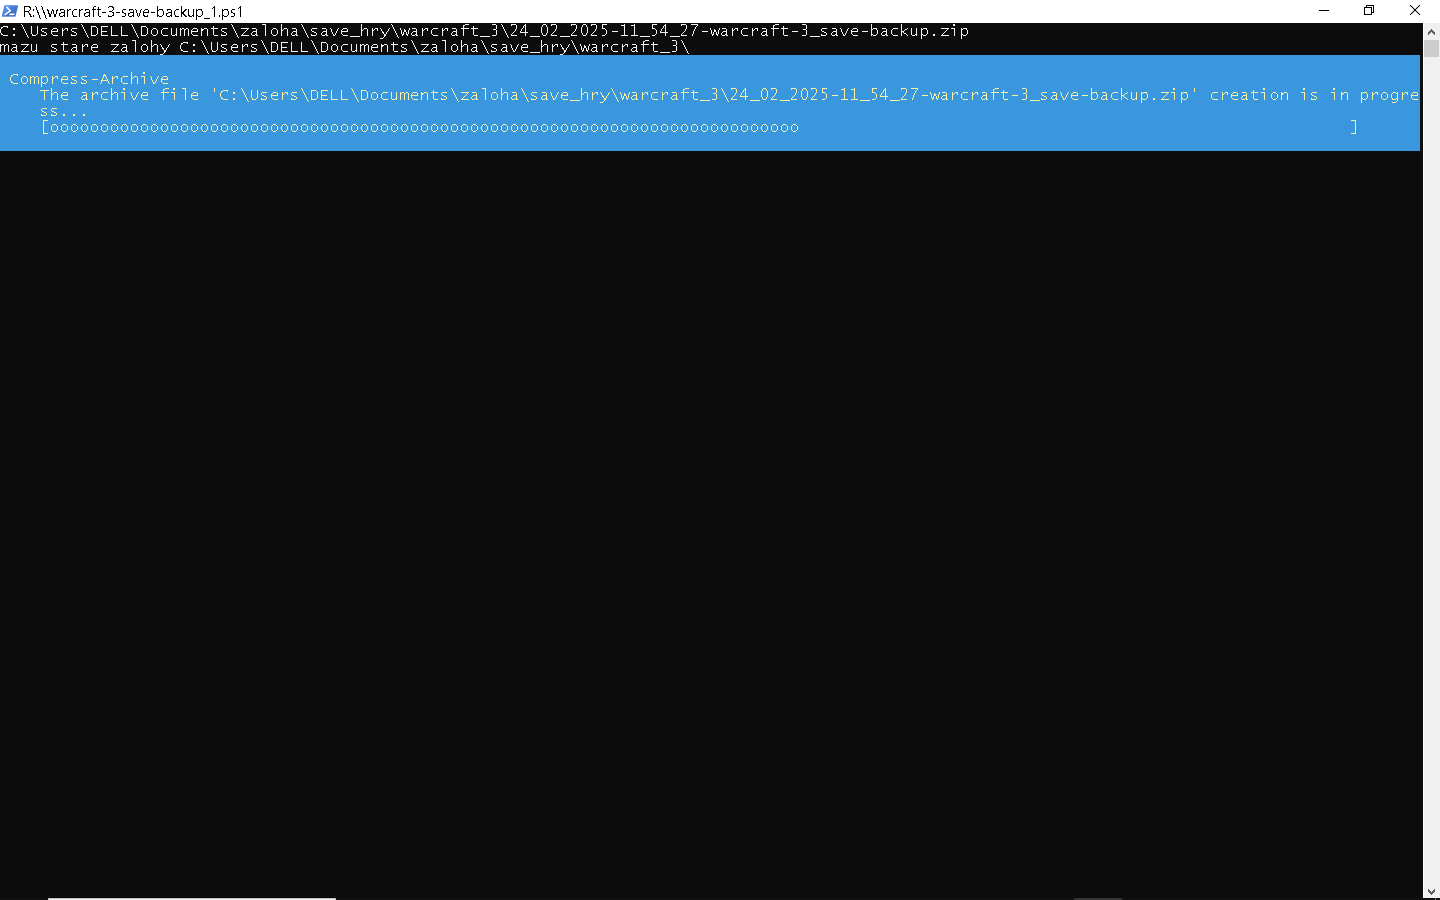 R:\\warcraft-3-save-backup_1.ps1
C:\Users\DELL\Documents\zaloha\save_hry\warcraft_3\24_02_2025-11_54_27-warcraft-3_save-backup.zip
mazu stare zalohy C:\Users\DELL\Documents\zaloha\save_hry\warcraft_3\
Compress-Archive
The archive file 'C:\Users\DELL\Documents\zaloha\save_hry\warcraft_3\24_02_2025-11_54_27-warcraft-3_save-backup.zip' creation is in progre
ss...
[ooooooooooooooooooooooooooooooooooooooooooooooooooooooooooooooooooooooooooo                                                       ]